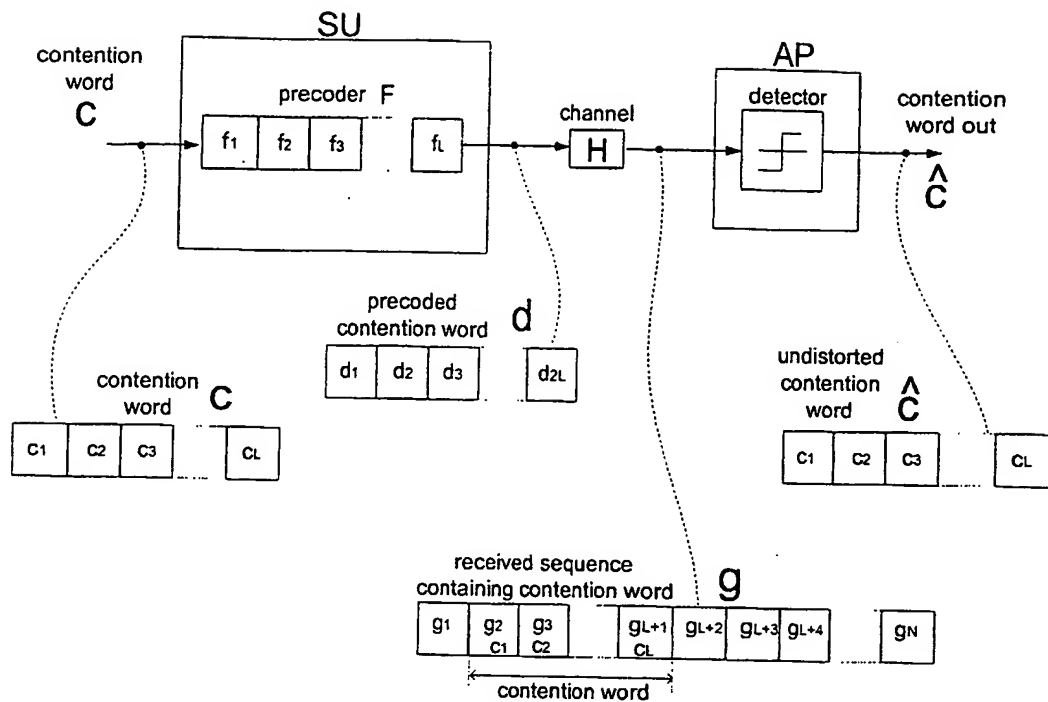 SU
contention
word
C
precoder F
f1 f2 f3 fL
channel
H
AP
detector
contention
word out
ĉ
precoded
contention word d
d1 d2 d3 d2L
contention
word C
c1 c2 c3 cL
undistorted
contention
word ĉ
c1 c2 c3 cL
received sequence
containing contention word g
g1 g2 g3 gL+1 gL+2 gL+3 gL+4 gN
c1 c2 cL
contention word